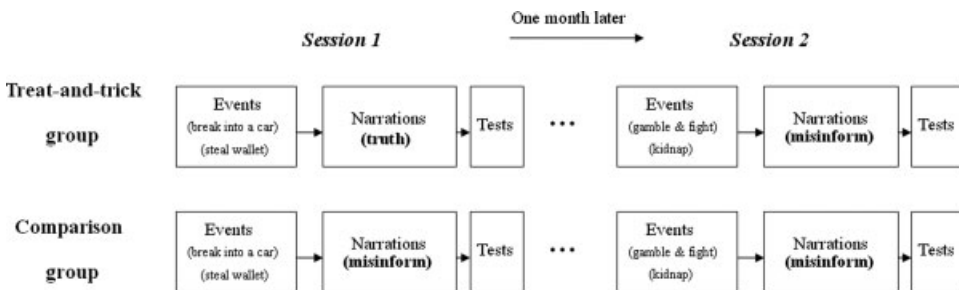 One month later
Session 1
Session 2
Treat-and-trick
group
Events
(break into a car)
(steal wallet)
Narrations
(truth)
Tests
...
Events
(gamble & fight)
(kidnap)
Narrations
(misinform)
Tests
Comparison
group
Events
(break into a car)
(steal wallet)
Narrations
(misinform)
Tests
...
Events
(gamble & fight)
(kidnap)
Narrations
(misinform)
Tests